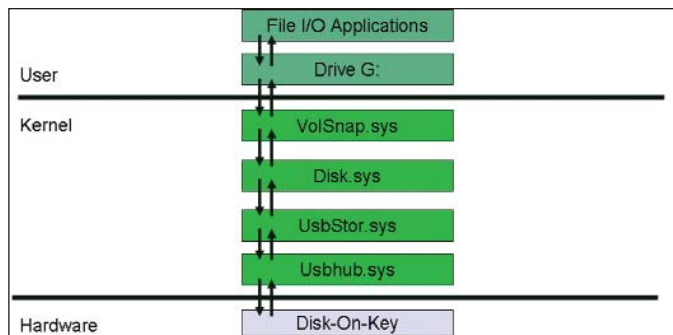 File I/O Applications
Drive G:
User
Kernel
VolSnap.sys
Disk.sys
UsbStor.sys
Usbhub.sys
Hardware
Disk-On-Key